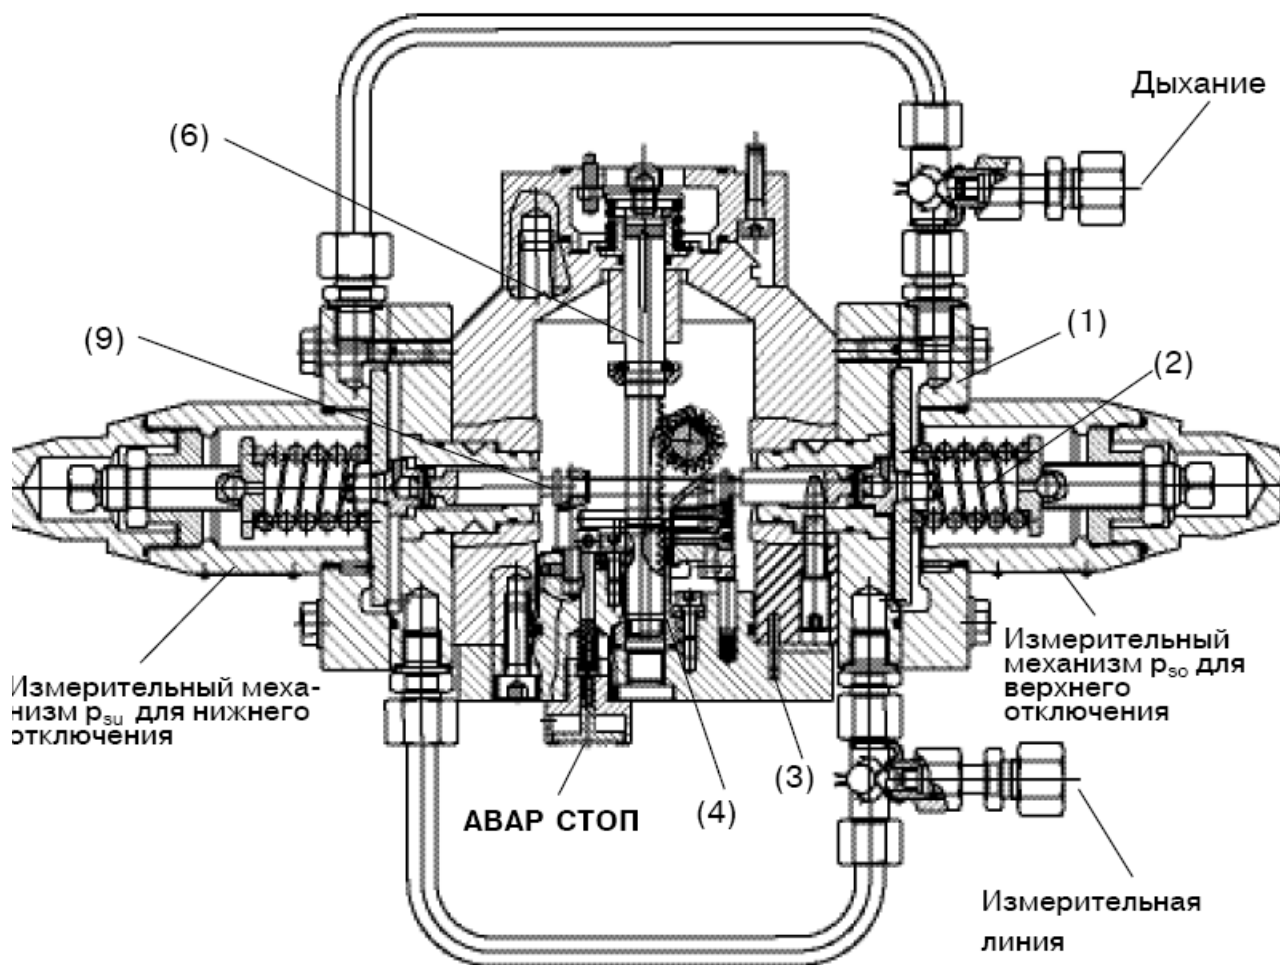 Дыхание
(6)
(1)
(9)
(2)
Измерительный
механизм pso для
верхнего
отключения
Измерительный меха-
низм psu для нижнего
отключения
(3)
(4)
АВАР СТОП
Измерительная
линия